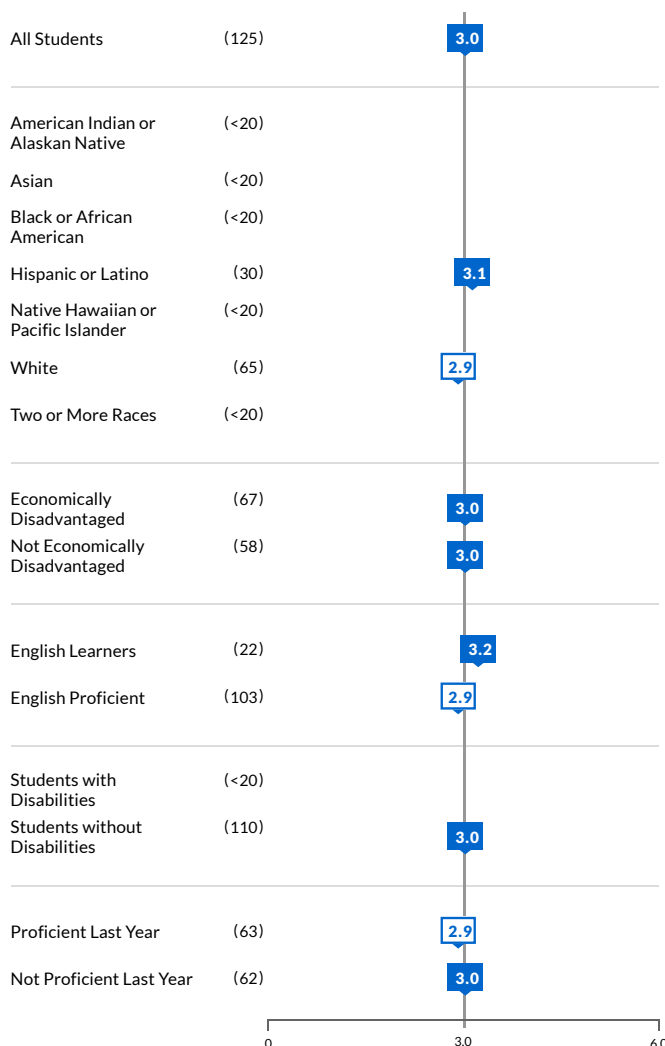 All Students (125) 3.0
American Indian or (<20)
Alaskan Native
Asian (<20)
Black or African (<20)
American
Hispanic or Latino (30) 3.1
Native Hawaiian or (<20)
Pacific Islander
White (65) 2.9
Two or More Races (<20)
Economically (67) 3.0
Disadvantaged
Not Economically (58) 3.0
Disadvantaged
English Learners (22) 3.2
English Proficient (103) 2.9
Students with (<20)
Disabilities
Students without (110) 3.0
Disabilities
Proficient Last Year (63) 2.9
Not Proficient Last Year (62) 3.0
0 3.0 6.0